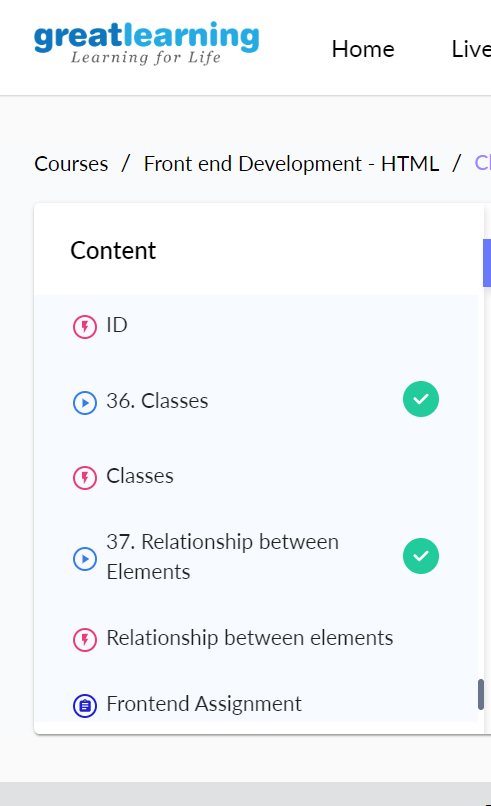 greatlearning
Learning for Life
Home
Live
Courses / Front end Development - HTML /
Content
ID
36. Classes
Classes
37. Relationship between
Elements
Relationship between elements
Frontend Assignment